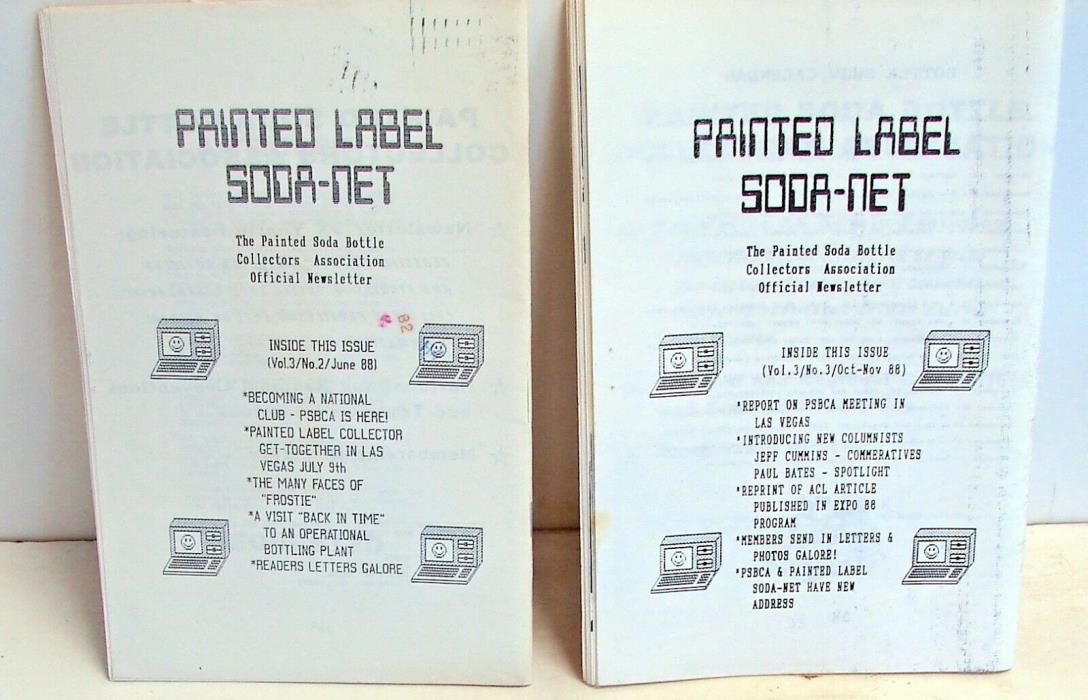 PAINTED LABEL
SODA-NET
The Painted Soda Bottle
Collectors Association
Official Newsletter
82
INSIDE THIS ISSUE
(Vol.3/No.2/June 88)
*BECOMING A NATIONAL
CLUB - PSBCA IS HERE!
*PAINTED LABEL COLLECTOR
GET-TOGETHER IN LAS
VEGAS JULY 9th
*THE MANY FACES OF
"FROSTIE"
*A VISIT "BACK IN TIME"
TO AN OPERATIONAL
BOTTLING PLANT
*READERS LETTERS GALORE
PAINTED LABEL
SODA-NET
The Painted Soda Bottle
Collectors Association
Official Newsletter
INSIDE THIS ISSUE
(Vol.3/No.3/Oct-Nov 88)
*REPORT ON PSBCA MEETING IN
LAS VEGAS
*INTRODUCING NEW COLUMNISTS
JEFF CUMMINS - COMMERATIVES
PAUL BATES - SPOTLIGHT
*REPRINT OF ACL ARTICLE
PUBLISHED IN EXPO 88
PROGRAM
*MEMBERS SEND IN LETTERS &
PHOTOS GALORE!
*PSBCA & PAINTED LABEL
SODA-NET HAVE NEW
ADDRESS